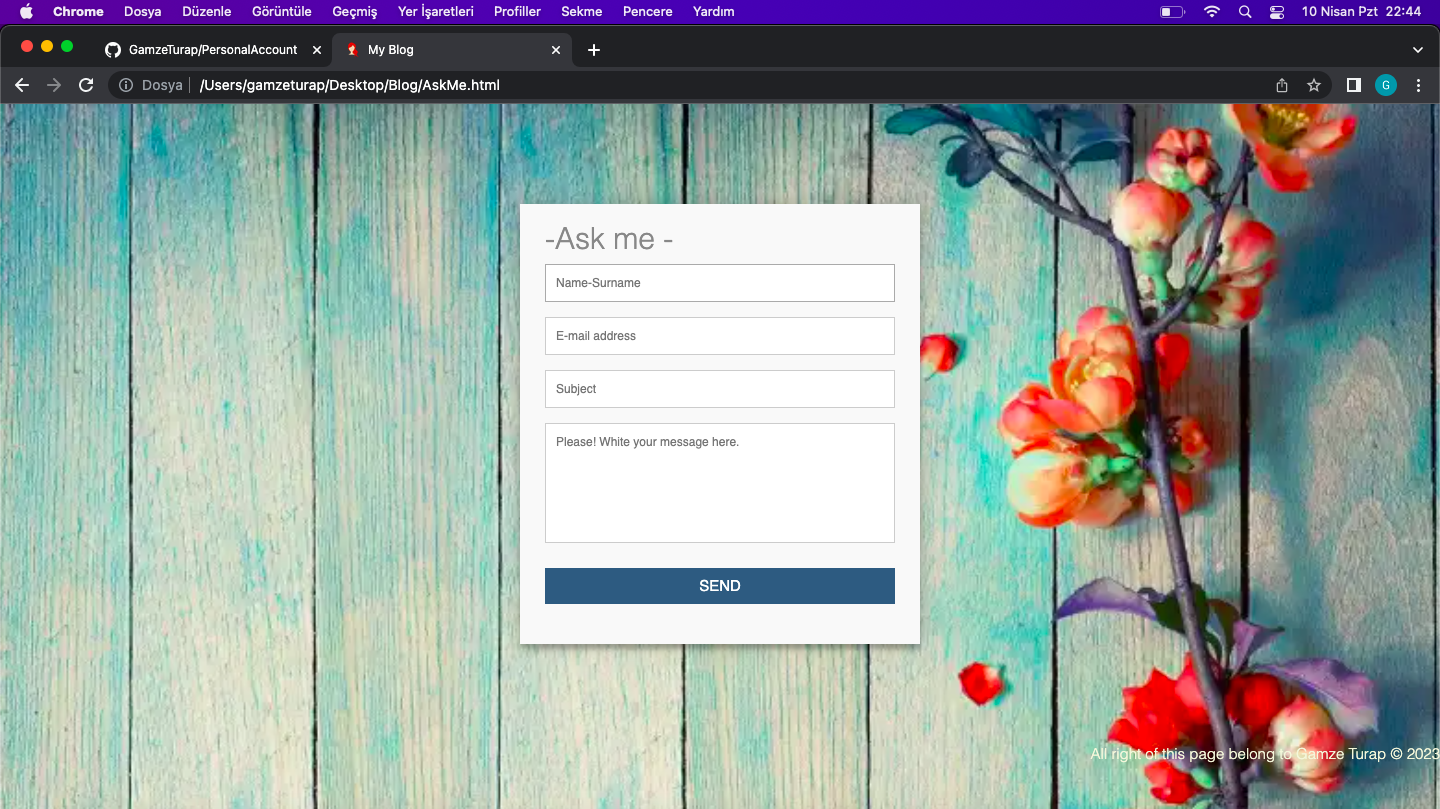 Chrome Dosya Düzenle Görüntüle Geçmiş Yer İşaretleri Profiller Sekme Pencere Yardım 10 Nisan Pzt 22:44
GamzeTurap/PersonalAccount My Blog
Dosya /Users/gamzeturap/Desktop/Blog/AskMe.html G
-Ask me -
Name-Surname
E-mail address
Subject
Please! White your message here.
SEND
All right of this page belong to Gamze Turap © 2023